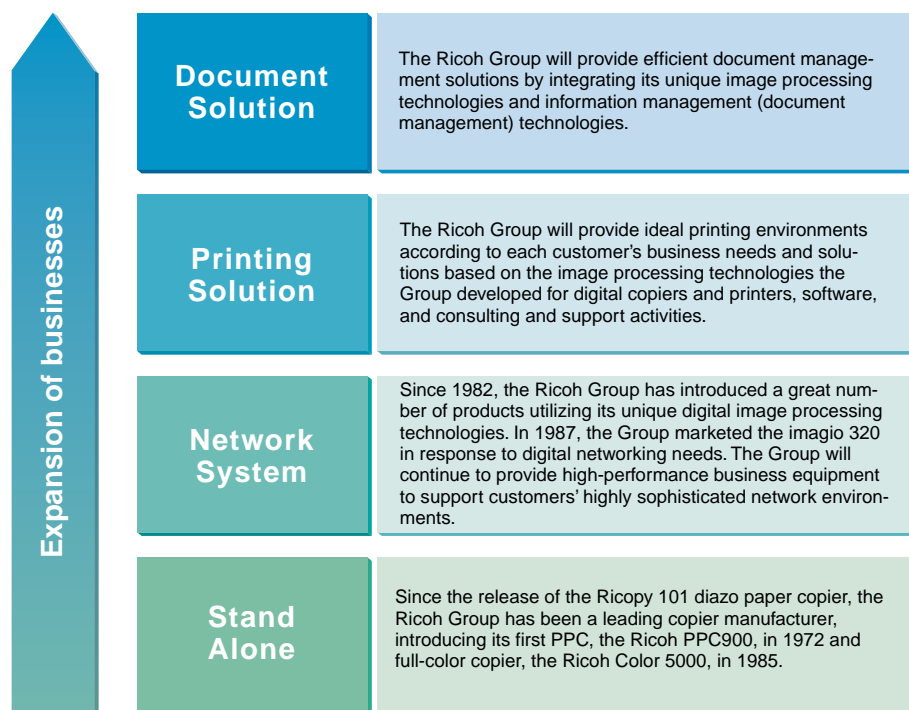 Expansion of businesses
Document
Solution
The Ricoh Group will provide efficient document manage-
ment solutions by integrating its unique image processing
technologies and information management (document
management) technologies.
Printing
Solution
The Ricoh Group will provide ideal printing environments
according to each customer’s business needs and solu-
tions based on the image processing technologies the
Group developed for digital copiers and printers, software,
and consulting and support activities.
Network
System
Since 1982, the Ricoh Group has introduced a great num-
ber of products utilizing its unique digital image processing
technologies. In 1987, the Group marketed the imagio 320
in response to digital networking needs. The Group will
continue to provide high-performance business equipment
to support customers’ highly sophisticated network environ-
ments.
Stand
Alone
Since the release of the Ricopy 101 diazo paper copier, the
Ricoh Group has been a leading copier manufacturer,
introducing its first PPC, the Ricoh PPC900, in 1972 and
full-color copier, the Ricoh Color 5000, in 1985.